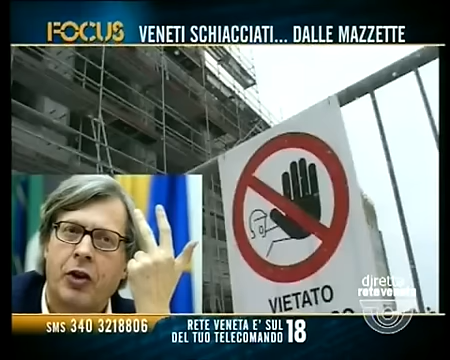 FOCUS VENETI SCHIACCIATI... DALLE MAZZETTE
VIETATO
diretta
reteveneta
SMS 340 3218806
RETE VENETA E' SUL
DEL TUO TELECOMANDO 18